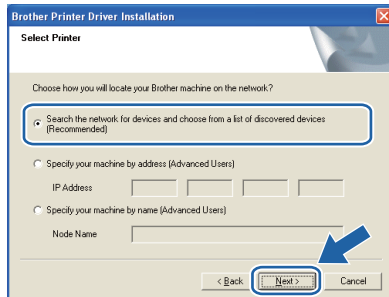 Brother Printer Driver Installation
Select Printer
Choose how you will locate your Brother machine on the network?
Search the network for devices and choose from a list of discovered devices
(Recommended)
Specify your machine by address (Advanced Users)
IP Address
Specify your machine by name (Advanced Users)
Node Name
< Back
Next >
Cancel